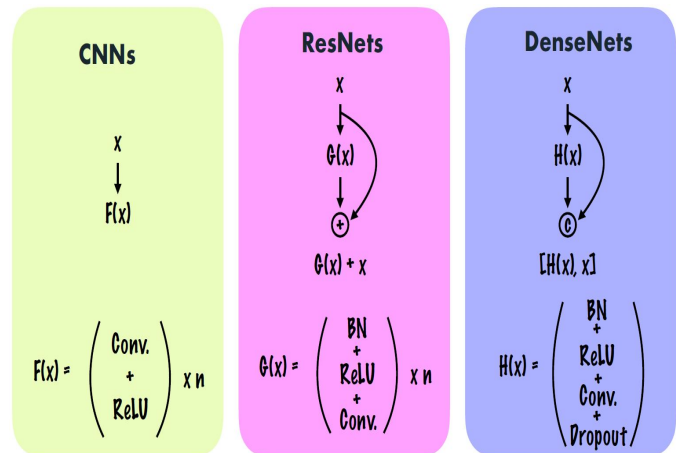 CNNs
x
F(x)
F(x) =
Conv.
+
ReLU
x n
ResNets
x
G(x)
+
G(x) + x
G(x) =
BN
+
ReLU
+
Conv.
x n
DenseNets
x
H(x)
C
[H(x), x]
H(x) =
BN
+
ReLU
+
Conv.
+
Dropout